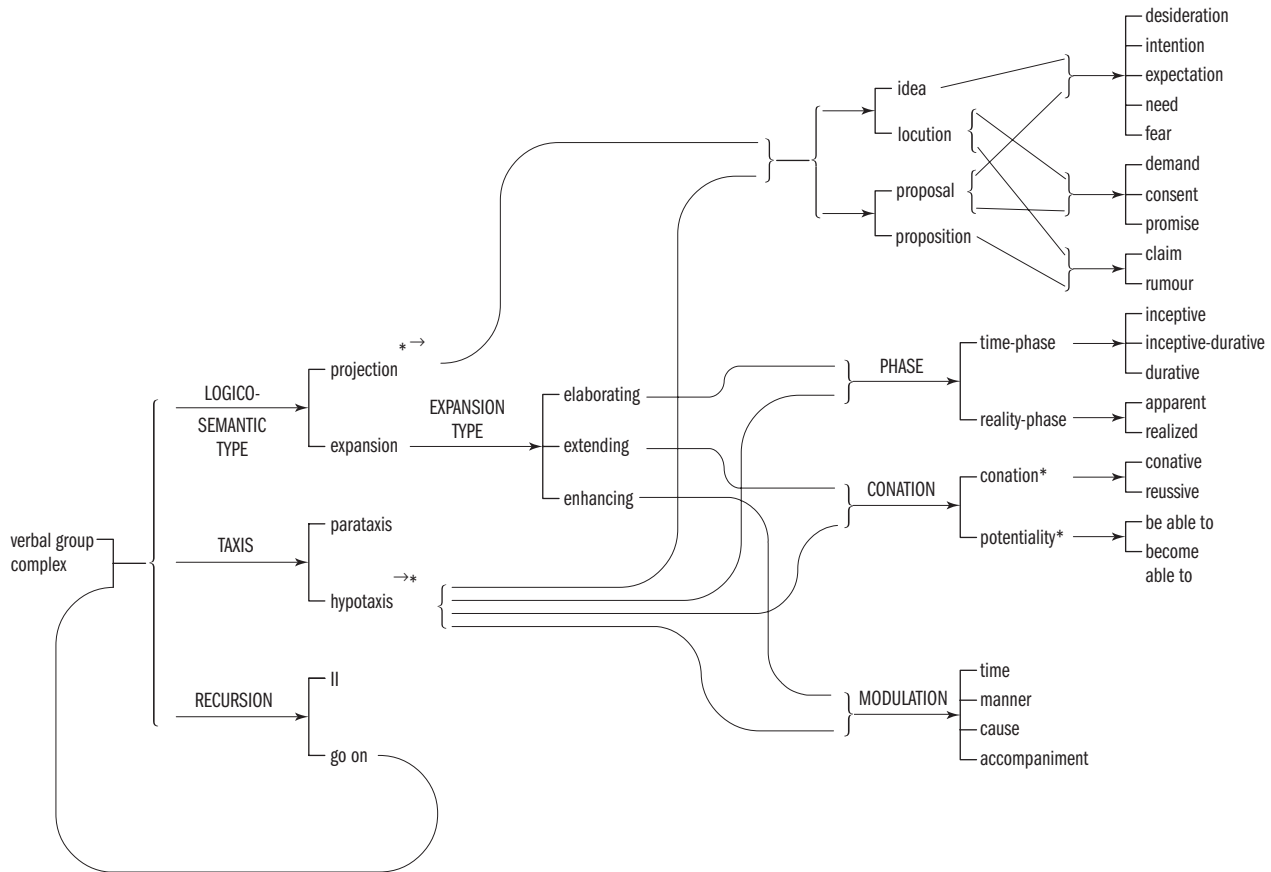 desideration
intention
expectation
need
fear
idea
locution
demand
consent
promise
proposal
proposition
claim
rumour
inceptive
inceptive-durative
durative
time-phase
PHASE
projection *→
LOGICO-
SEMANTIC
TYPE
expansion
EXPANSION
TYPE
elaborating
extending
enhancing
reality-phase
apparent
realized
CONATION
conation*
conative
reussive
potentiality*
be able to
become
able to
verbal group
complex
TAXIS
parataxis
hypotaxis →*
RECURSION
II
go on
MODULATION
time
manner
cause
accompaniment